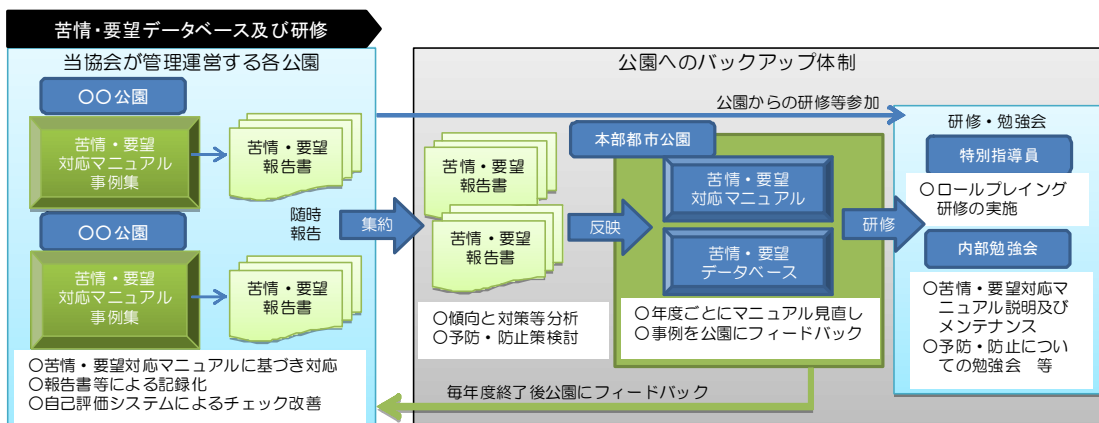 苦情・要望データベース及び研修
当協会が管理運営する各公園
〇〇公園
苦情・要望
対応マニュアル
事例集
苦情・要望
報告書
〇〇公園
苦情・要望
対応マニュアル
事例集
苦情・要望
報告書
随時
報告
〇苦情・要望対応マニュアルに基づき対応
〇報告書等による記録化
〇自己評価システムによるチェック改善
集約
公園へのバックアップ体制
公園からの研修等参加
苦情・要望
報告書
苦情・要望
報告書
〇傾向と対策等分析
〇予防・防止策検討
反映
本部都市公園
苦情・要望
対応マニュアル
苦情・要望
データベース
〇年度ごとにマニュアル見直し
〇事例を公園にフィードバック
研修
研修・勉強会
特別指導員
〇ロールプレイング
研修の実施
内部勉強会
〇苦情・要望対応マ
ニュアル説明及び
メンテナンス
〇予防・防止につい
ての勉強会　等
毎年度終了後公園にフィードバック